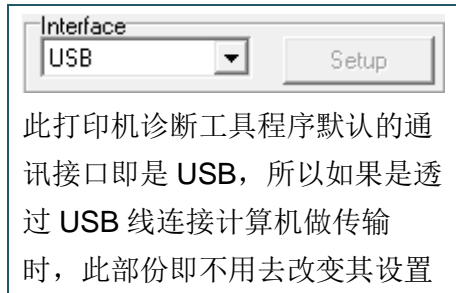 Interface
USB
Setup
此打印机诊断工具程序默认的通
讯接口即是 USB，所以如果是透
过 USB 线连接计算机做传输
时，此部份即不用去改变其设置